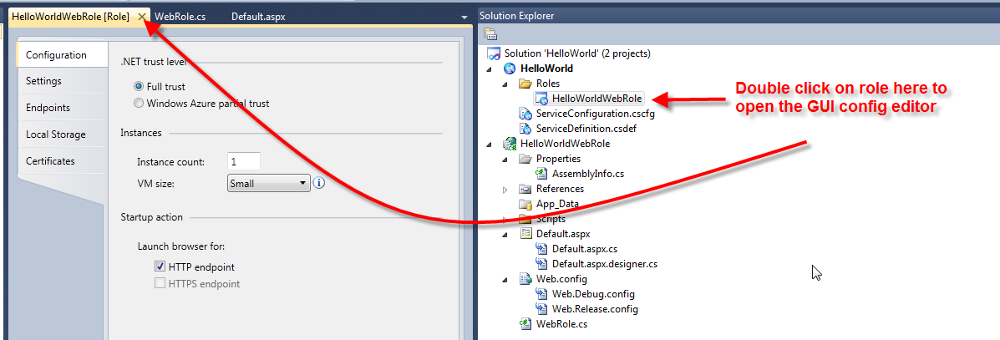 HelloWorldWebRole [Role]
WebRole.cs
Default.aspx
Configuration
Settings
Endpoints
Local Storage
Certificates
.NET trust level
Full trust
Windows Azure partial trust
Instances
Instance count:
1
VM size:
Small
Startup action
Launch browser for:
HTTP endpoint
HTTPS endpoint
Solution Explorer
Solution 'HelloWorld' (2 projects)
HelloWorld
Roles
HelloWorldWebRole
ServiceConfiguration.cscfg
ServiceDefinition.csdef
HelloWorldWebRole
Properties
AssemblyInfo.cs
References
App_Data
Scripts
Default.aspx
Default.aspx.cs
Default.aspx.designer.cs
Web.config
Web.Debug.config
Web.Release.config
WebRole.cs
Double click on role here to
open the GUI config editor